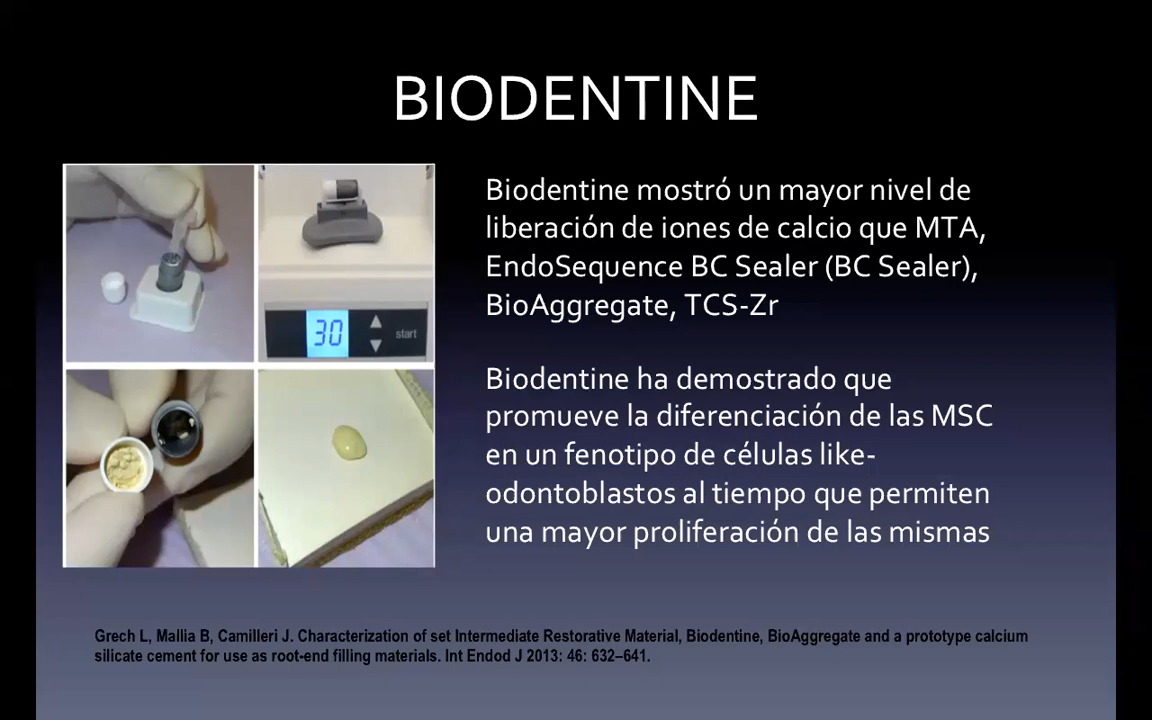 BIODENTINE
Biodentine mostró un mayor nivel de
liberación de iones de calcio que MTA,
EndoSequence BC Sealer (BC Sealer),
BioAggregate, TCS-Zr
30
start
Biodentine ha demostrado que
promueve la diferenciación de las MSC
en un fenotipo de células like-
odontoblastos al tiempo que permiten
una mayor proliferación de las mismas
Grech L, Mallia B, Camilleri J. Characterization of set Intermediate Restorative Material, Biodentine, BioAggregate and a prototype calcium
silicate cement for use as root-end filling materials. Int Endod J 2013: 46: 632–641.